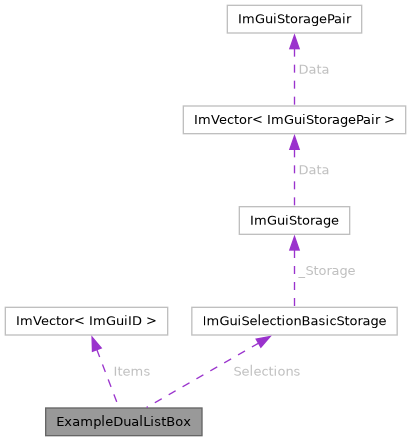 ImGuiStoragePair
Data
ImVector< ImGuiStoragePair >
Data
ImGuiStorage
_Storage
ImVector< ImGuiID >
ImGuiSelectionBasicStorage
Items
Selections
ExampleDualListBox